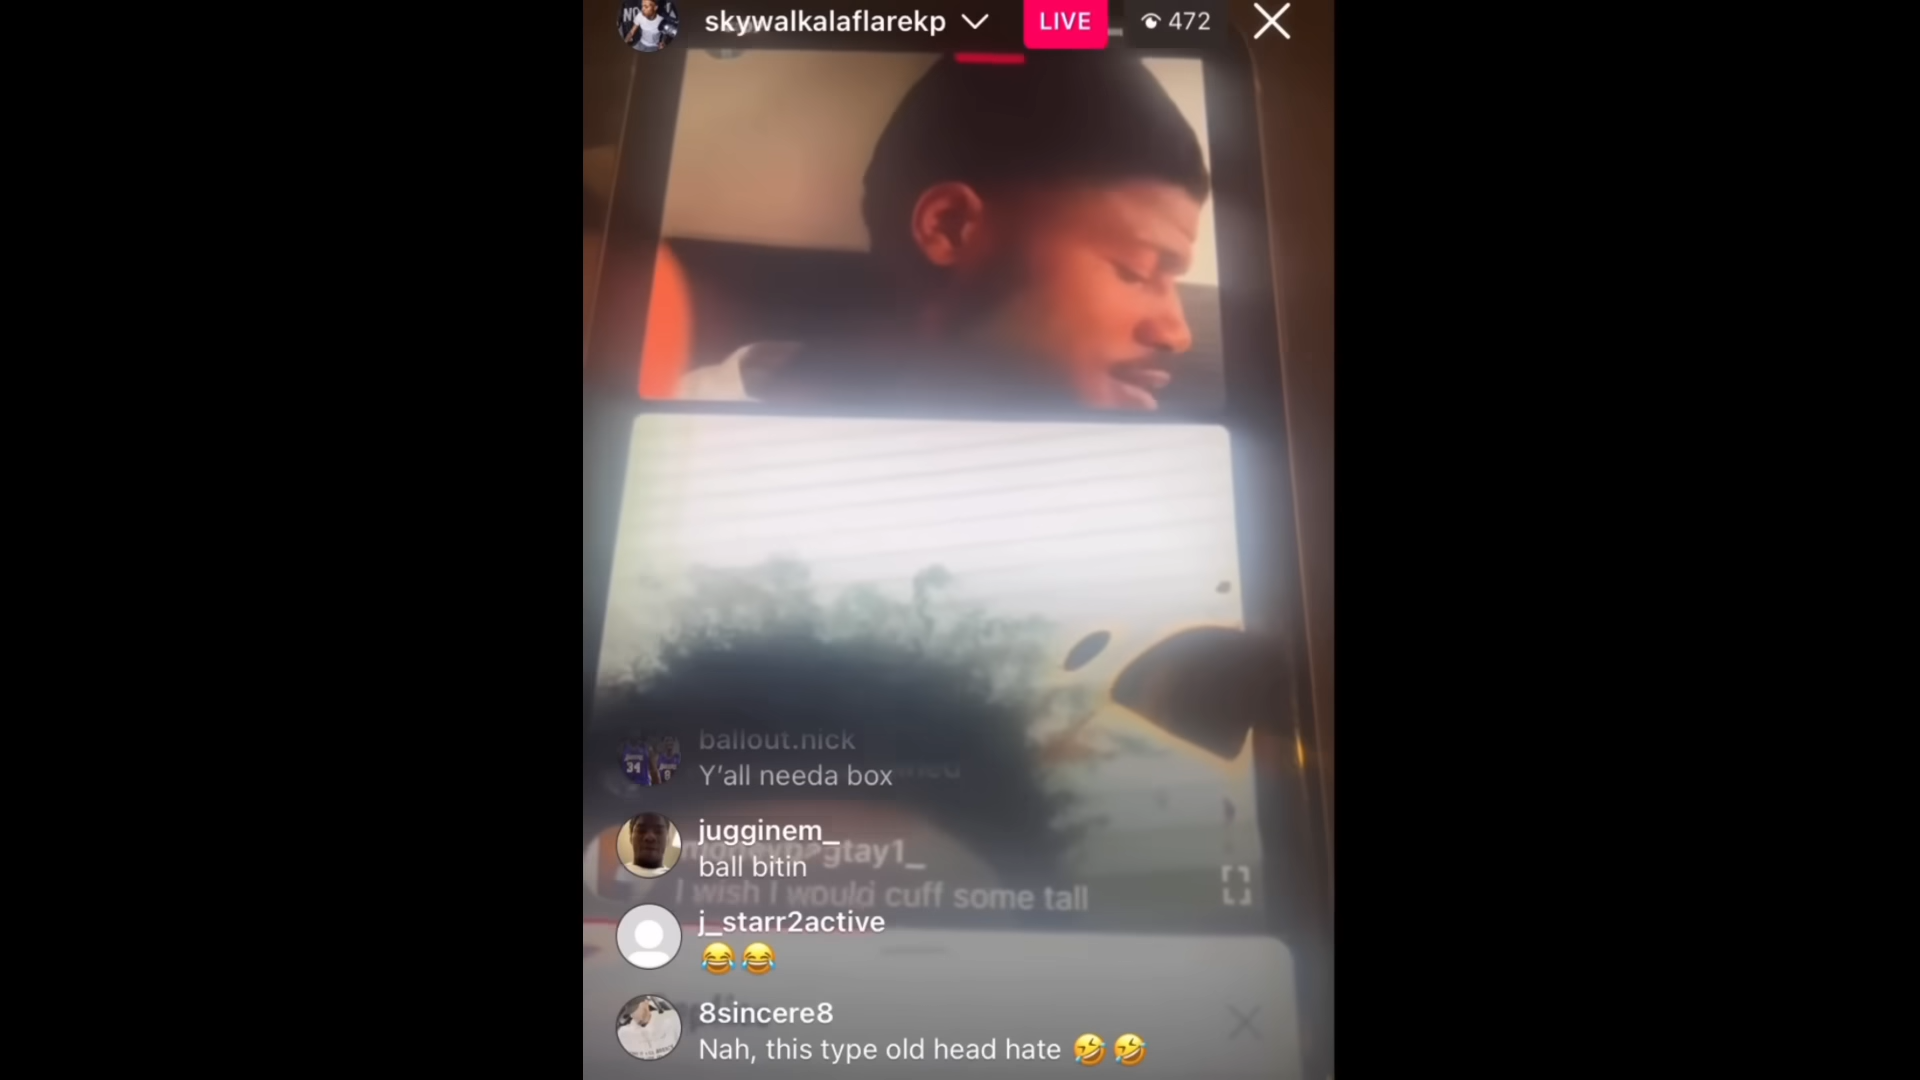 skywalkalaflarekp
LIVE
472
ballout.nick
Y'all needa box
jugginem_
ball bitin
gtay1_
I wish I would cuff some tall
j_starr2active
😂😂
8sincere8
Nah, this type old head hate 🤣🤣